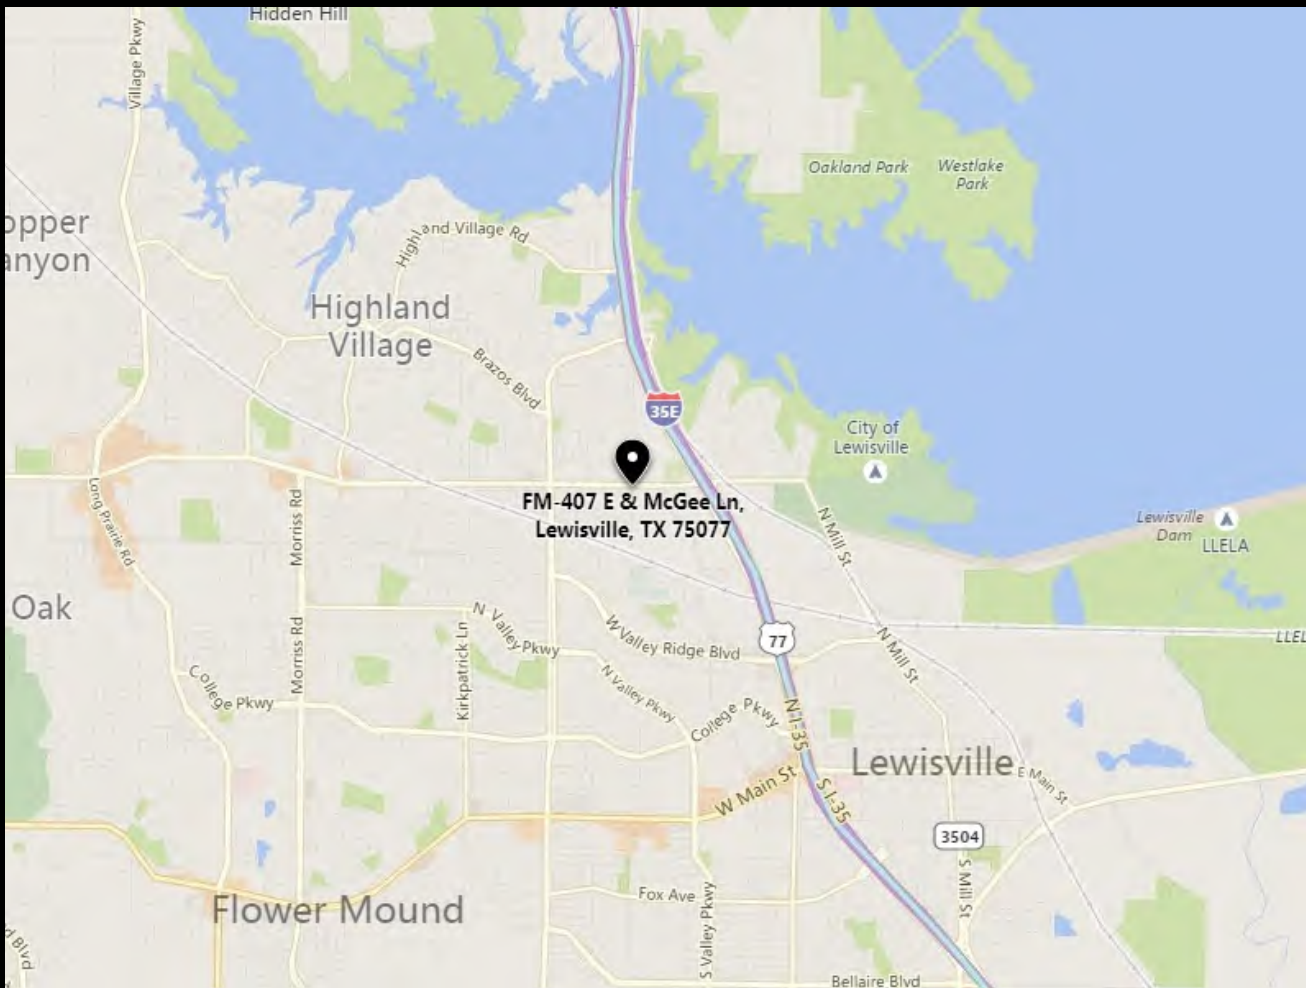 Hidden Hill
Village Pkwy
Oakland Park
Westlake
Park
opper
anyon
Highland Village Rd
Highland
Village
Brazos Blvd
35E
City of
Lewisville
FM-407 E & McGee Ln,
Lewisville, TX 75077
Long Prairie Rd
Morriss Rd
N Mill St
Lewisville
Dam
LLELA
Oak
N Valley Pkwy
W Valley Ridge Blvd
77
N Mill St
LLEL
Morriss Rd
Kirkpatrick Ln
College Pkwy
N Valley Pkwy
College Pkwy
N I-35
Lewisville
E Main St
W Main St
S I-35
3504
Flower Mound
Fox Ave
S Mill St
S Valley Pkwy
d Blvd
Bellaire Blvd